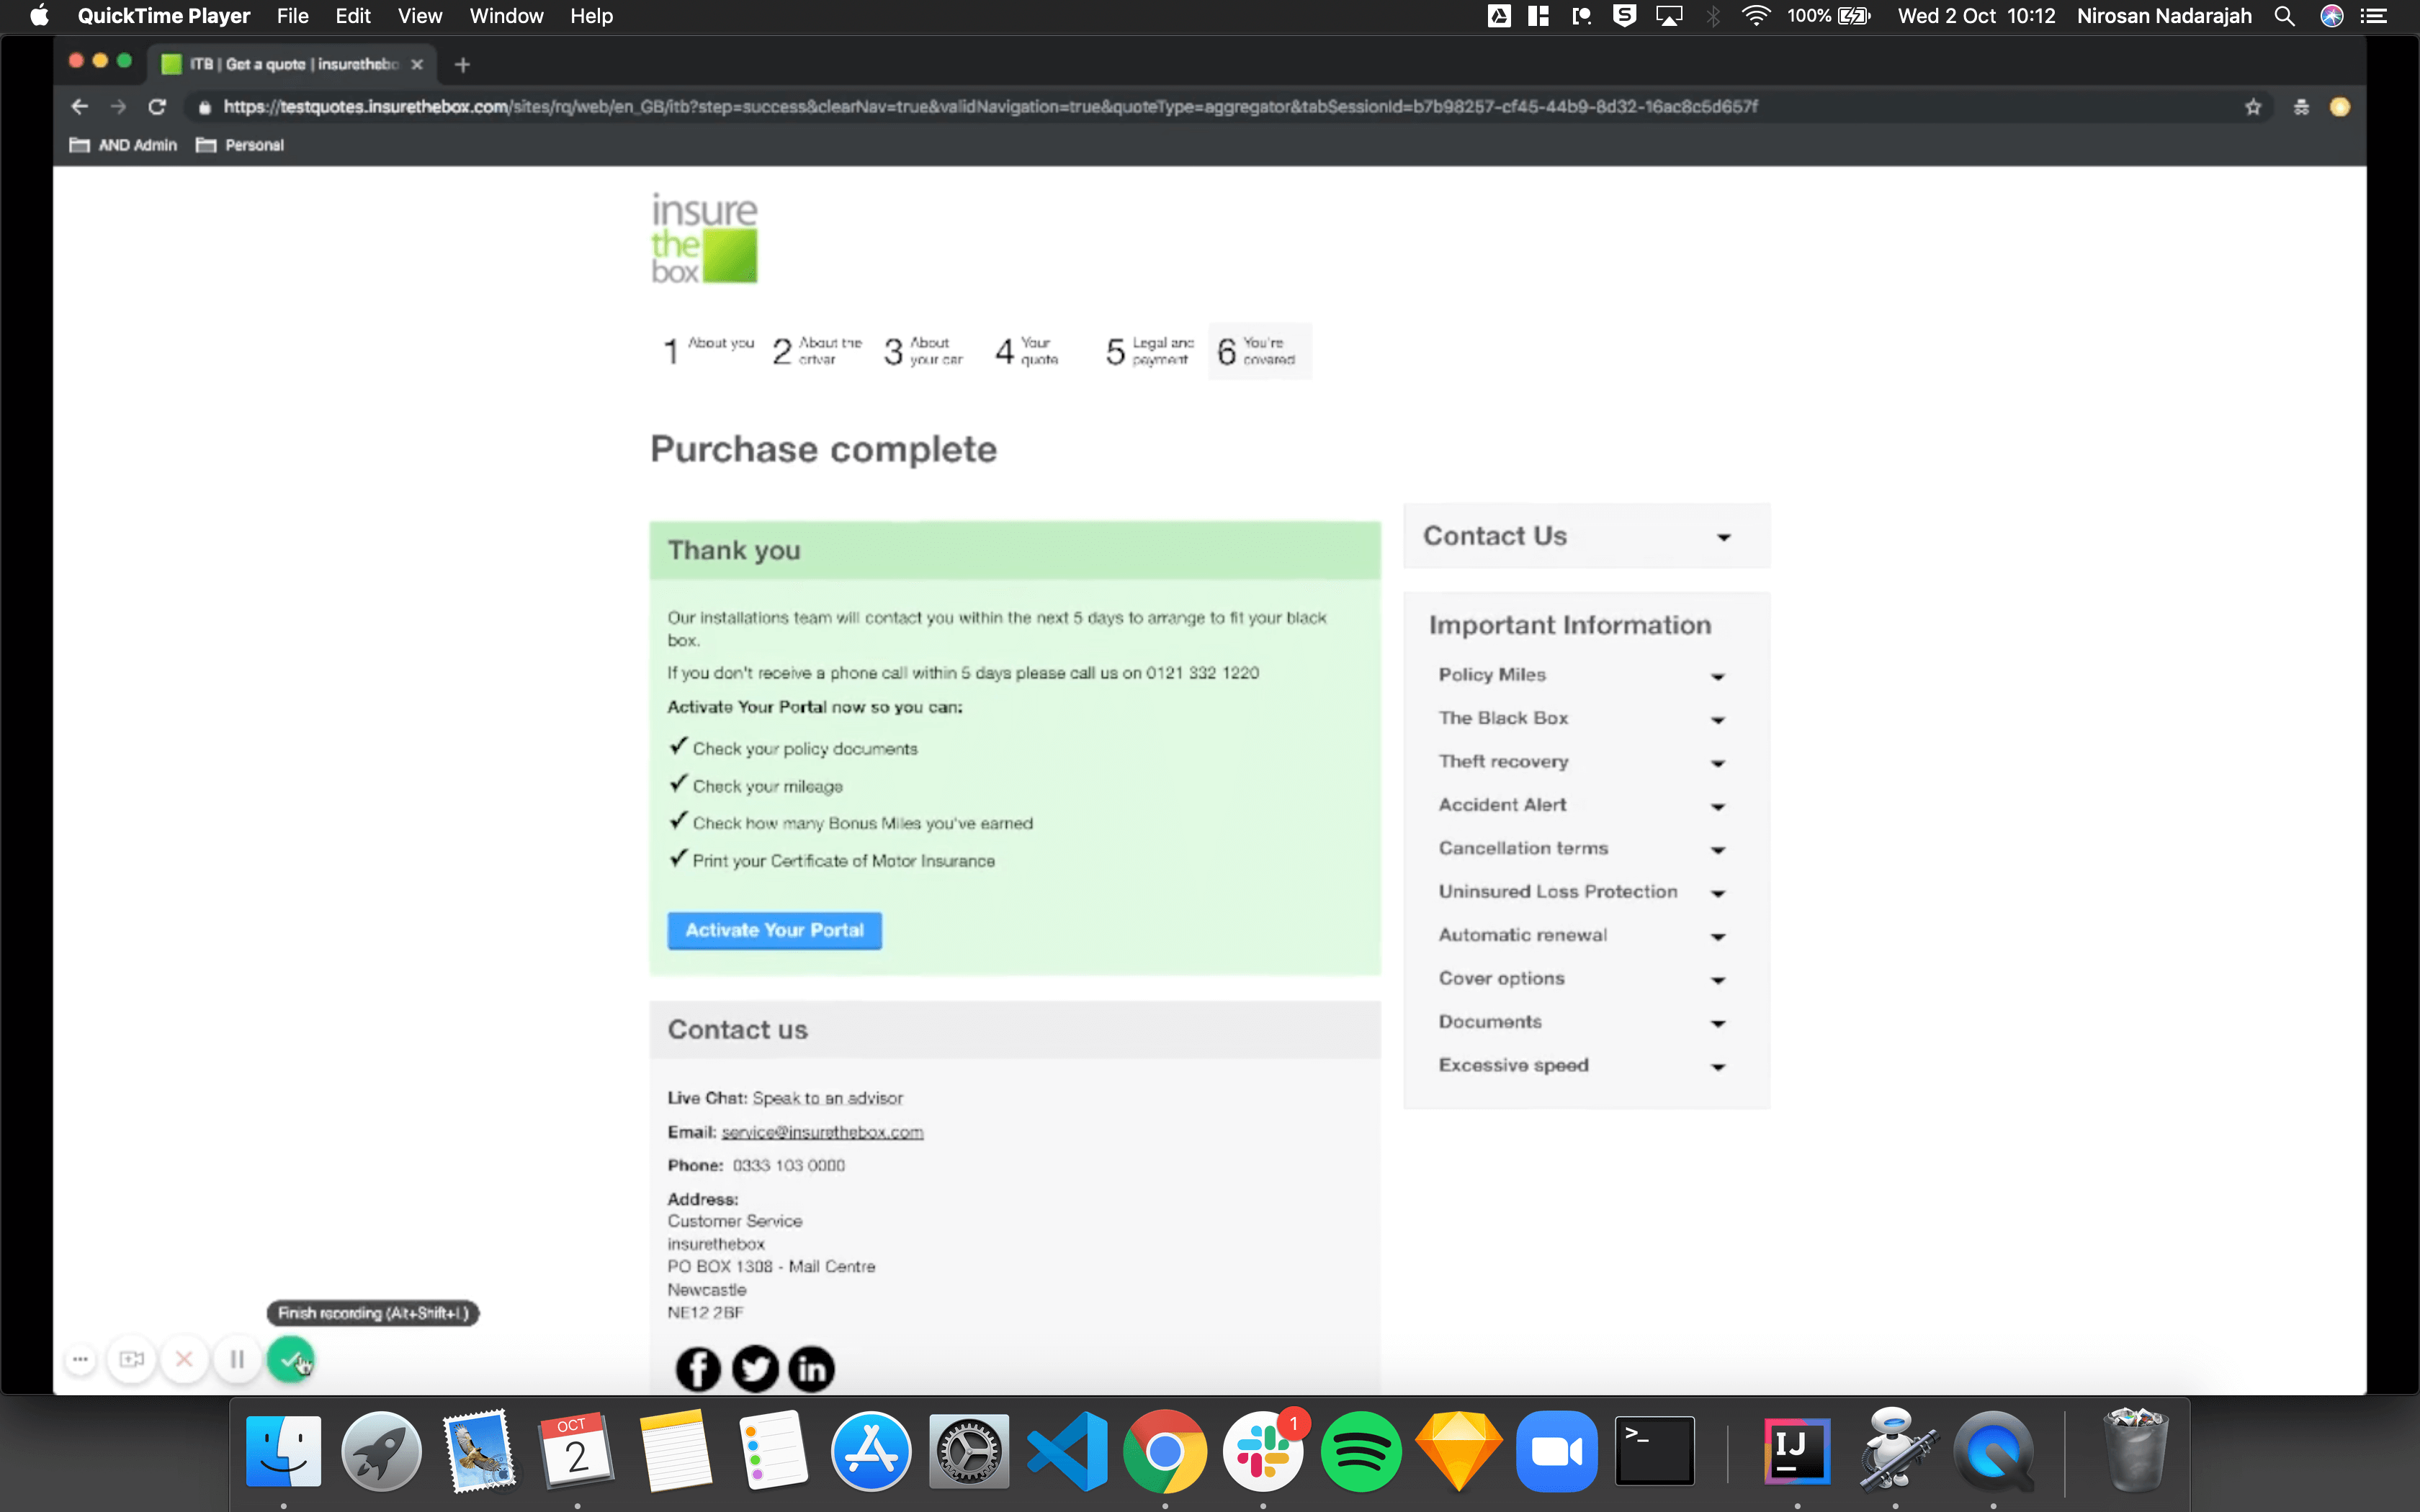 QuickTime Player File Edit View Window Help 100% Wed 2 Oct 10:12 Nirosan Nadarajah
ITB | Get a quote | insuretheb
https://testquotes.insurethebox.com/sites/rq/web/en_GB/itb?step=success&clearNav=true&validNavigation=true&quoteType=aggregator&tabSessionId=b7b98257-cf45-44b9-8d32-16ac8c5d657f
AND Admin Personal
insure
the
box
1 About you 2 About the driver 3 About your car 4 Your quote 5 Legal and payment 6 You're covered
Purchase complete
Thank you
Our installations team will contact you within the next 5 days to arrange to fit your black
box.
If you don't receive a phone call within 5 days please call us on 0121 332 1220
Activate Your Portal now so you can:
✓ Check your policy documents
✓ Check your mileage
✓ Check how many Bonus Miles you've earned
✓ Print your Certificate of Motor Insurance
Activate Your Portal
Contact us
Live Chat: Speak to an advisor
Email: service@insurethebox.com
Phone: 0333 103 0000
Address:
Customer Service
insurethebox
PO BOX 1308 - Mail Centre
Newcastle
NE12 2BF
Contact Us
Important Information
Policy Miles
The Black Box
Theft recovery
Accident Alert
Cancellation terms
Uninsured Loss Protection
Automatic renewal
Cover options
Documents
Excessive speed
Finish recording (Alt+Shift+L)
OCT
2
1
>_
IJ